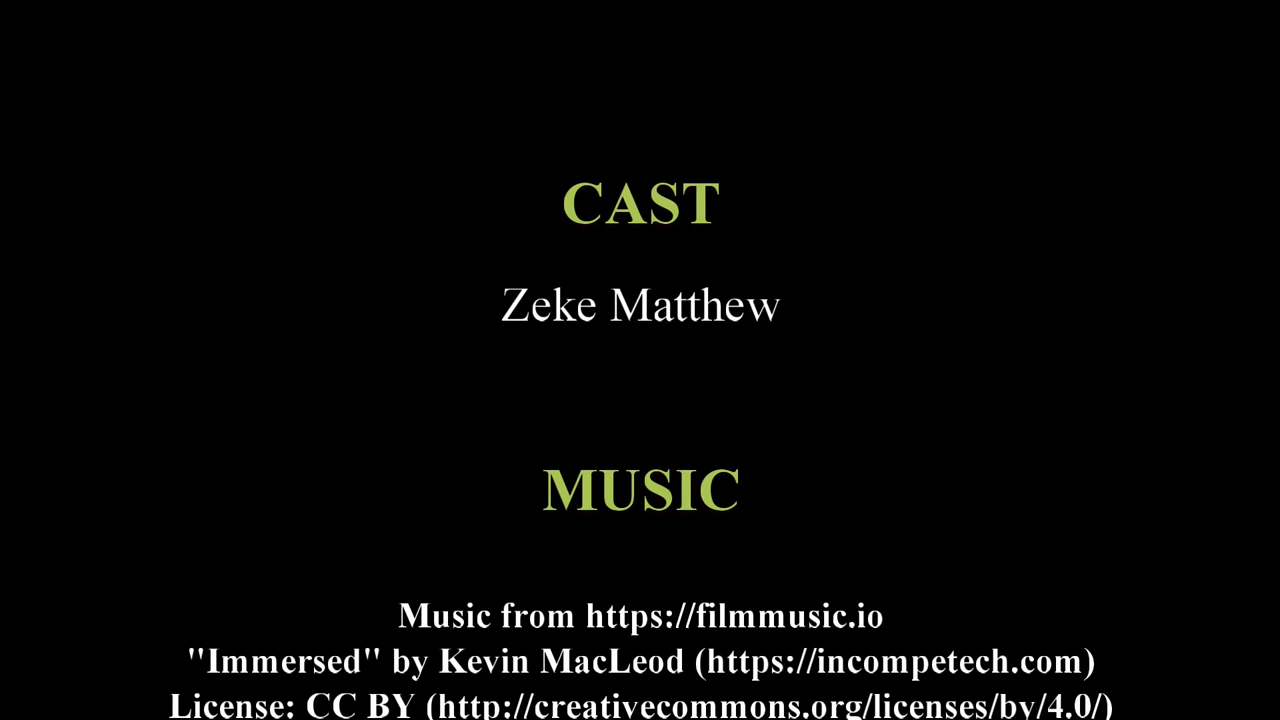 CAST
Zeke Matthew
MUSIC
Music from https://filmmusic.io
"Immersed" by Kevin MacLeod (https://incompetech.com)
License: CC BY (http://creativecommons.org/licenses/by/4.0/)